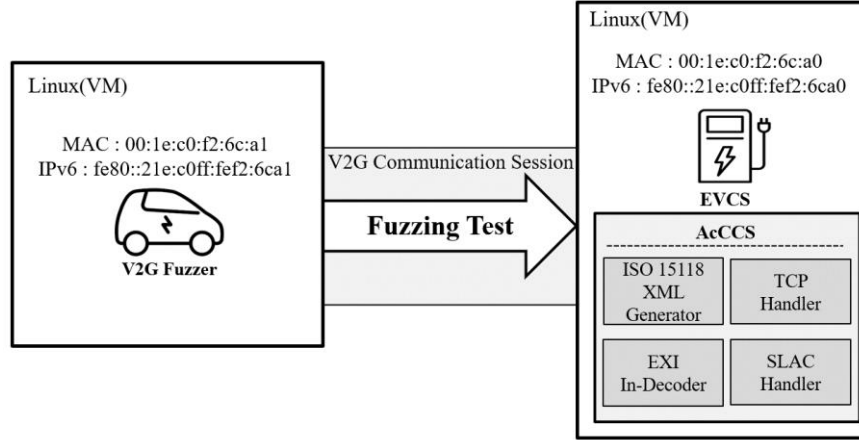 Linux(VM)
MAC : 00:1e:c0:f2:6c:a1
IPv6 : fe80::21e:c0ff:fef2:6ca1
V2G Fuzzer
V2G Communication Session
Fuzzing Test
Linux(VM)
MAC : 00:1e:c0:f2:6c:a0
IPv6 : fe80::21e:c0ff:fef2:6ca0
EVCS
AcCCS
ISO 15118
XML
Generator
TCP
Handler
EXI
In-Decoder
SLAC
Handler